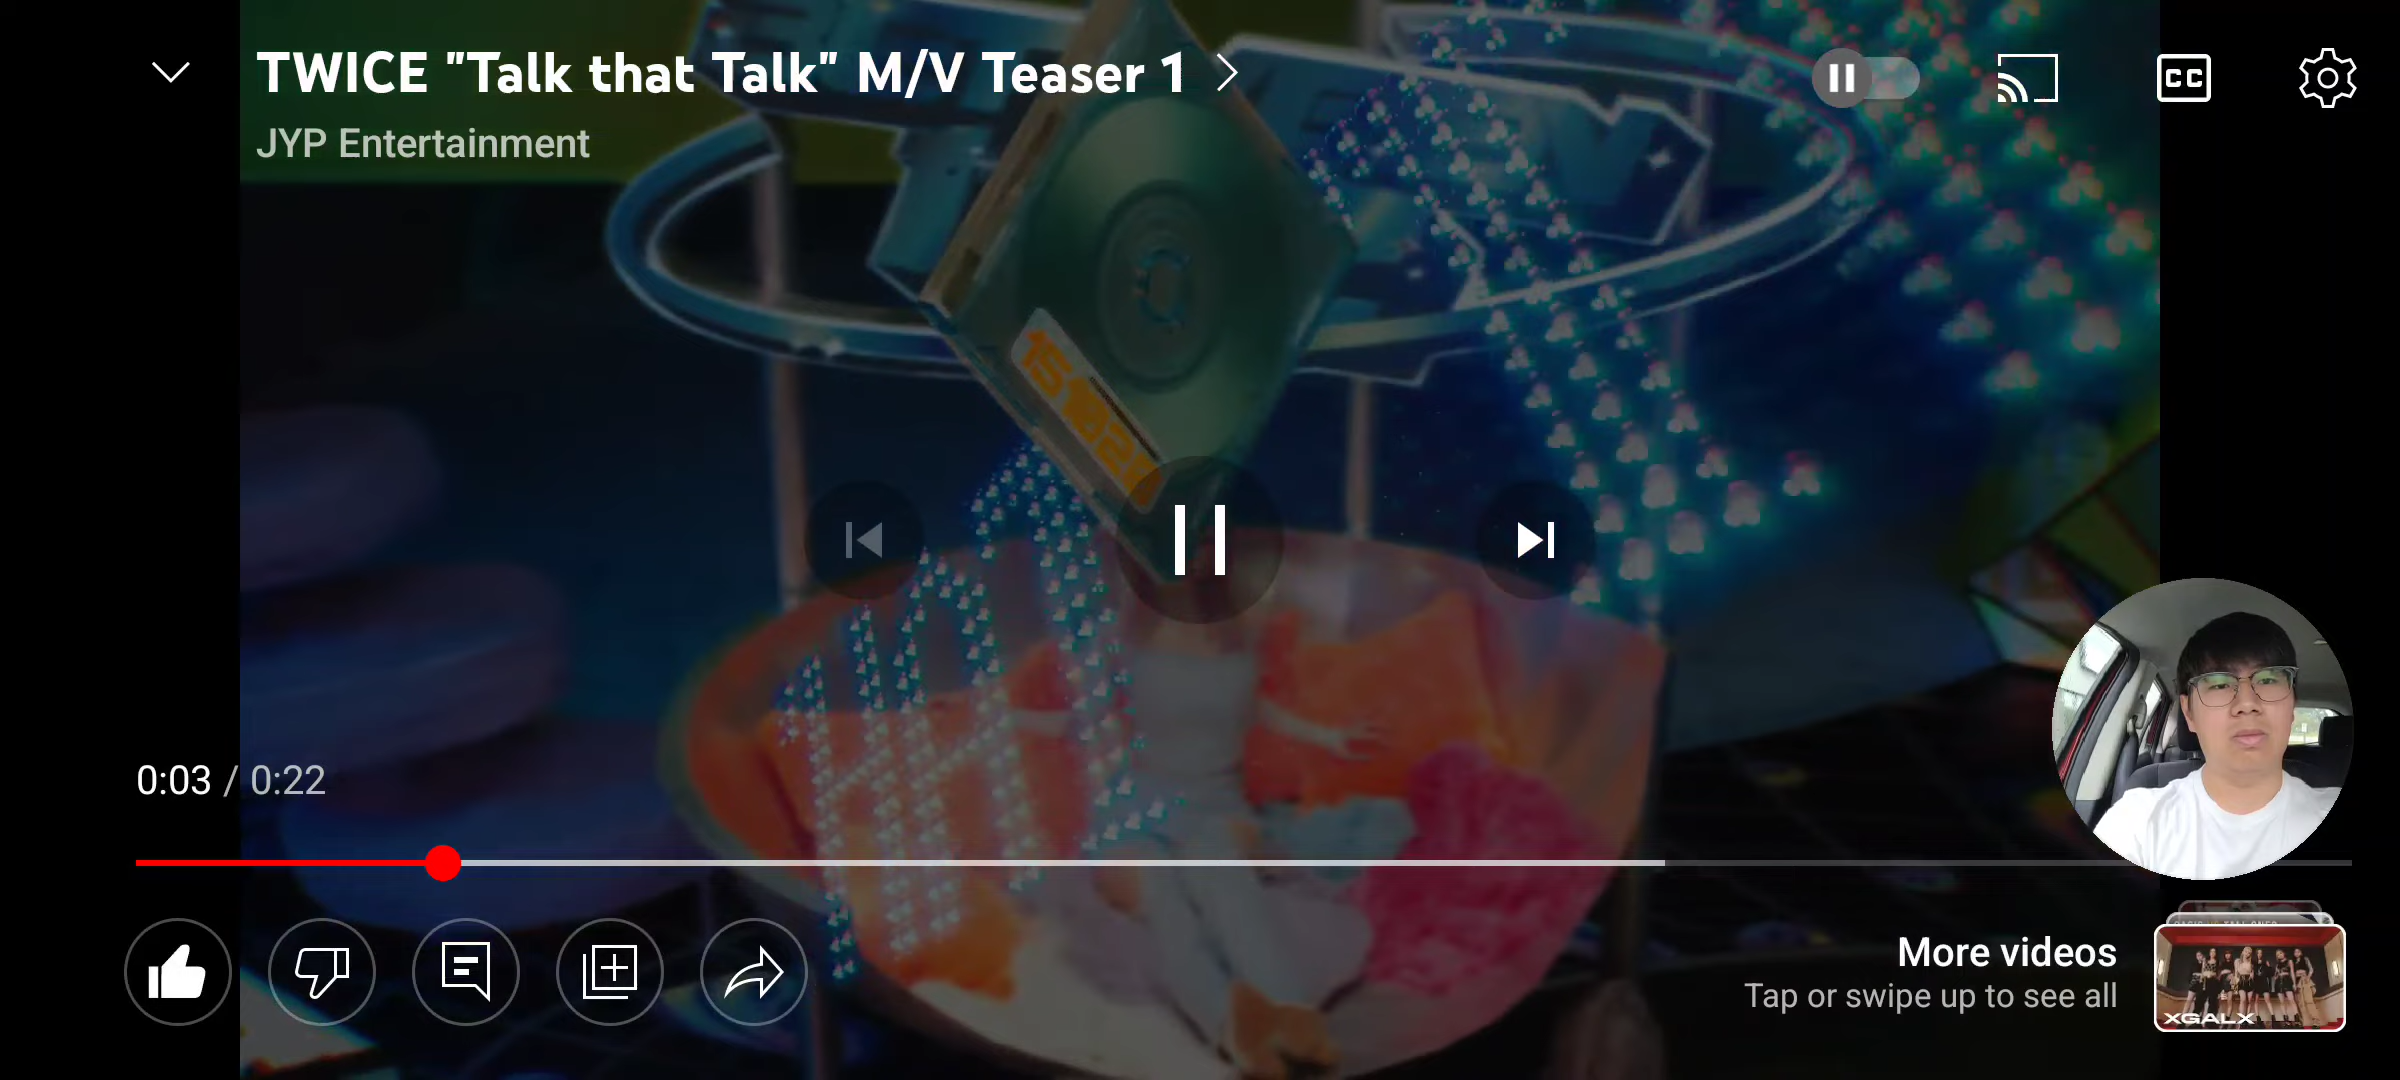 TWICE "Talk that Talk" M/V Teaser 1
JYP Entertainment
CC
0:03 / 0:22
More videos
Tap or swipe up to see all
XGALX